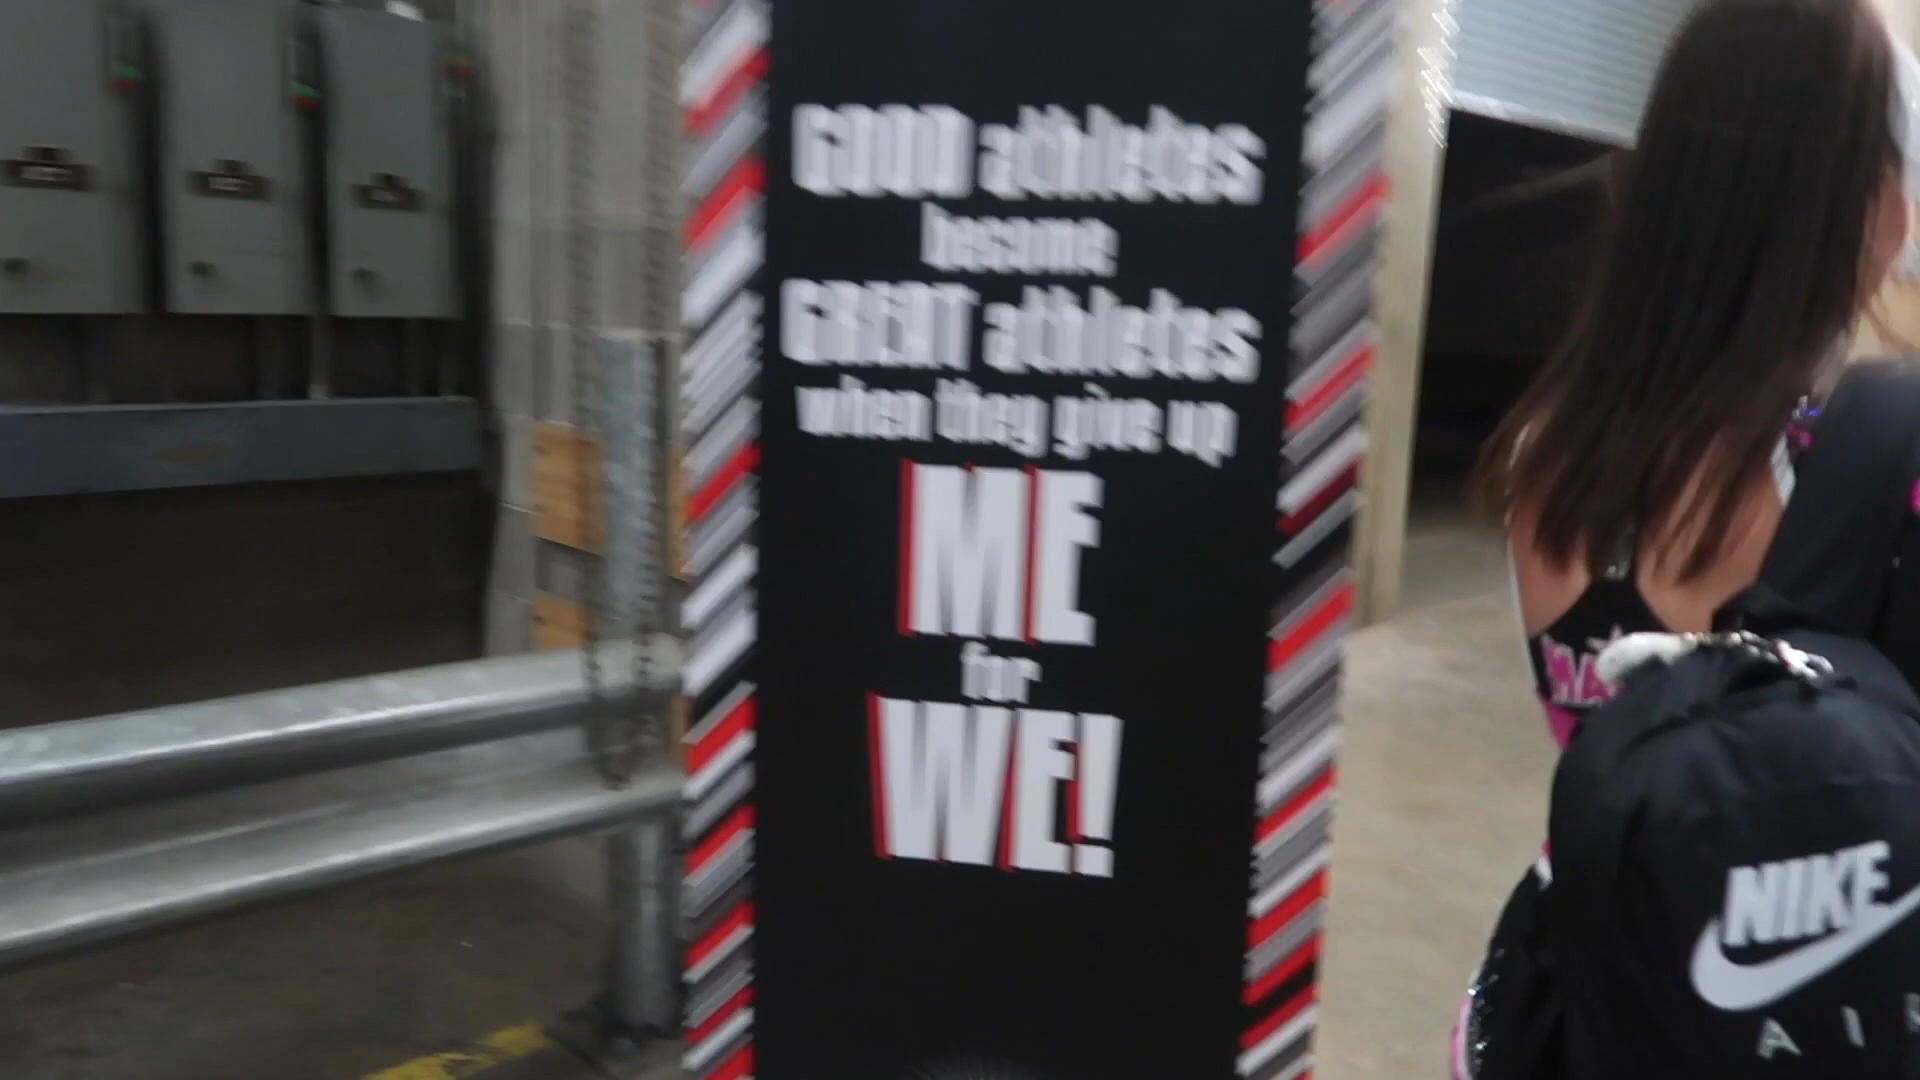 GOOD athletes
become
GREAT athletes
when they give up
ME
for
WE!
NIKE
AIR